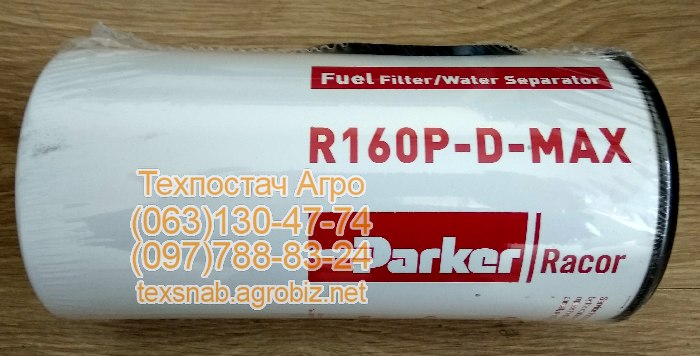 Fuel Filter/Water Separator
R160P-D-MAX
Техпостач Агро
(063)130-47-74
(097)788-83-24
texsnab.agrobiz.net
Parker
Racor